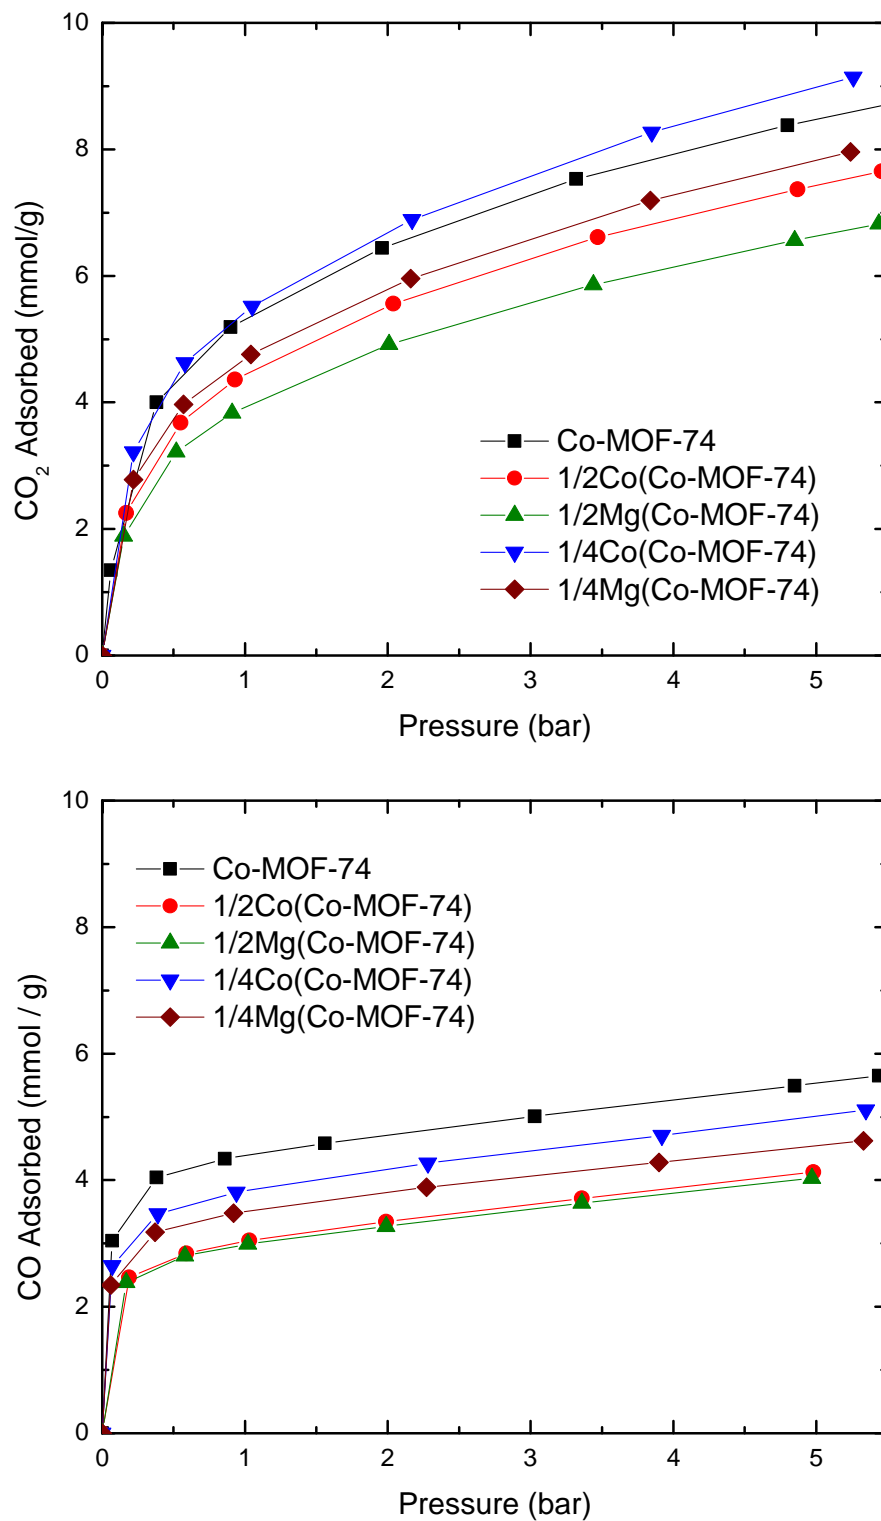 10
8
6
4
2
0
CO2 Adsorbed (mmol/g)
Co-MOF-74
1/2Co(Co-MOF-74)
1/2Mg(Co-MOF-74)
1/4Co(Co-MOF-74)
1/4Mg(Co-MOF-74)
0 1 2 3 4 5
Pressure (bar)
10
8
6
4
2
0
CO Adsorbed (mmol / g)
Co-MOF-74
1/2Co(Co-MOF-74)
1/2Mg(Co-MOF-74)
1/4Co(Co-MOF-74)
1/4Mg(Co-MOF-74)
0 1 2 3 4 5
Pressure (bar)